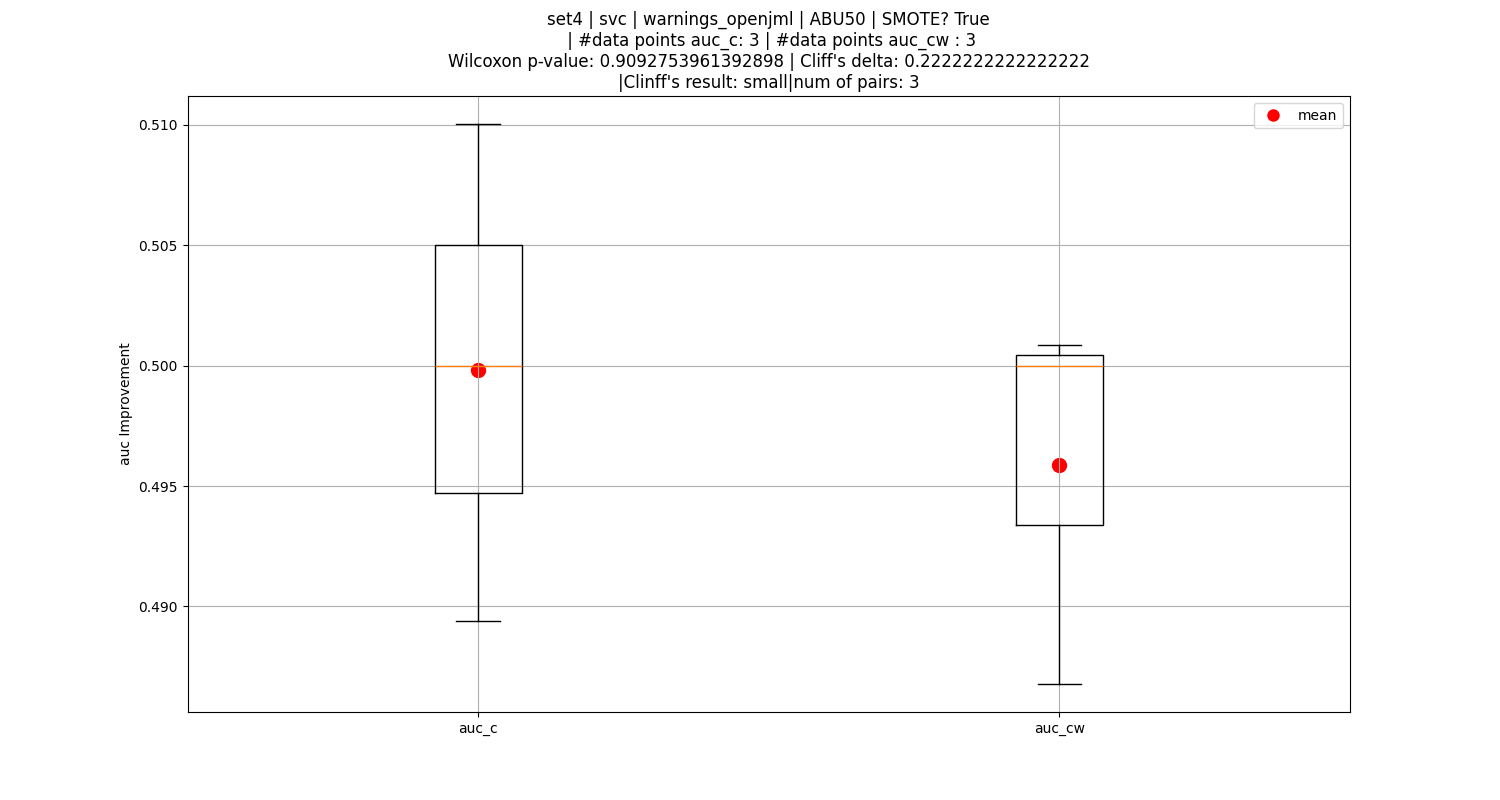 set4 | svc | warnings_openjml | ABU50 | SMOTE? True
| #data points auc_c: 3 | #data points auc_cw : 3
Wilcoxon p-value: 0.9092753961392898 | Cliff's delta: 0.2222222222222222
|Clinff's result: small|num of pairs: 3
mean
0.510
0.505
0.500
0.495
0.490
auc Improvement
auc_c
auc_cw